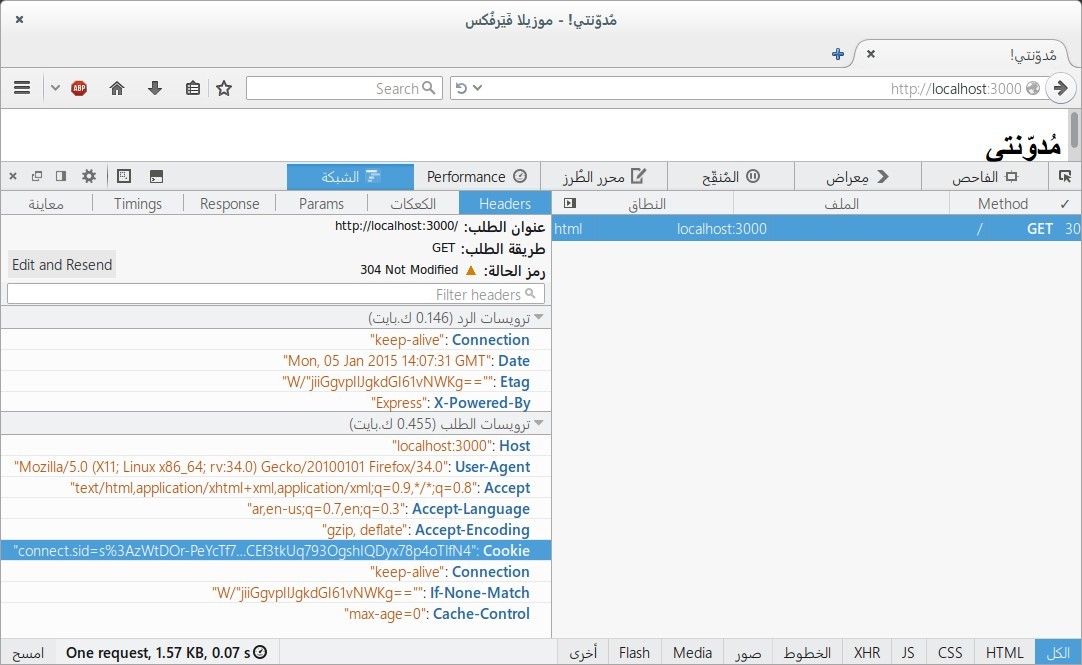 مُدوّنتي! - موزيلا فَيَرفُكس
مُدوّنتي!
http://localhost:3000
Search
ABP
مُدوّنتي
الفاحص
مِعراض
المُنقّح
محرر الطُرز
Performance
الشبكة
✓ Method الملف النطاق
Headers الكعكات Params Response Timings معاينة
30 GET / localhost:3000 html
عنوان الطلب: http://localhost:3000/
طريقة الطلب: GET
رمز الحالة: 304 Not Modified
Edit and Resend
Filter headers
ترويسات الرد (0.146 ك.بايت)
Connection: "keep-alive"
Date: "Mon, 05 Jan 2015 14:07:31 GMT"
Etag: "W/"jiiGgvplIJgkdGI61vNWKg==""
X-Powered-By: "Express"
ترويسات الطلب (0.455 ك.بايت)
Host: "localhost:3000"
User-Agent: "Mozilla/5.0 (X11; Linux x86_64; rv:34.0) Gecko/20100101 Firefox/34.0"
Accept: "text/html,application/xhtml+xml,application/xml;q=0.9,*/*;q=0.8"
Accept-Language: "ar,en-us;q=0.7,en;q=0.3"
Accept-Encoding: "gzip, deflate"
Cookie: "connect.sid=s%3AzWtDOr-PeYcTf7...CEf3tkUq793OgshIQDyx78p4oTlfN4"
Connection: "keep-alive"
If-None-Match: "W/"jiiGgvplIJgkdGI61vNWKg==""
Cache-Control: "max-age=0"
الكل HTML CSS JS XHR الخطوط صور Media Flash أخرى
One request, 1.57 KB, 0.07 s
امسح